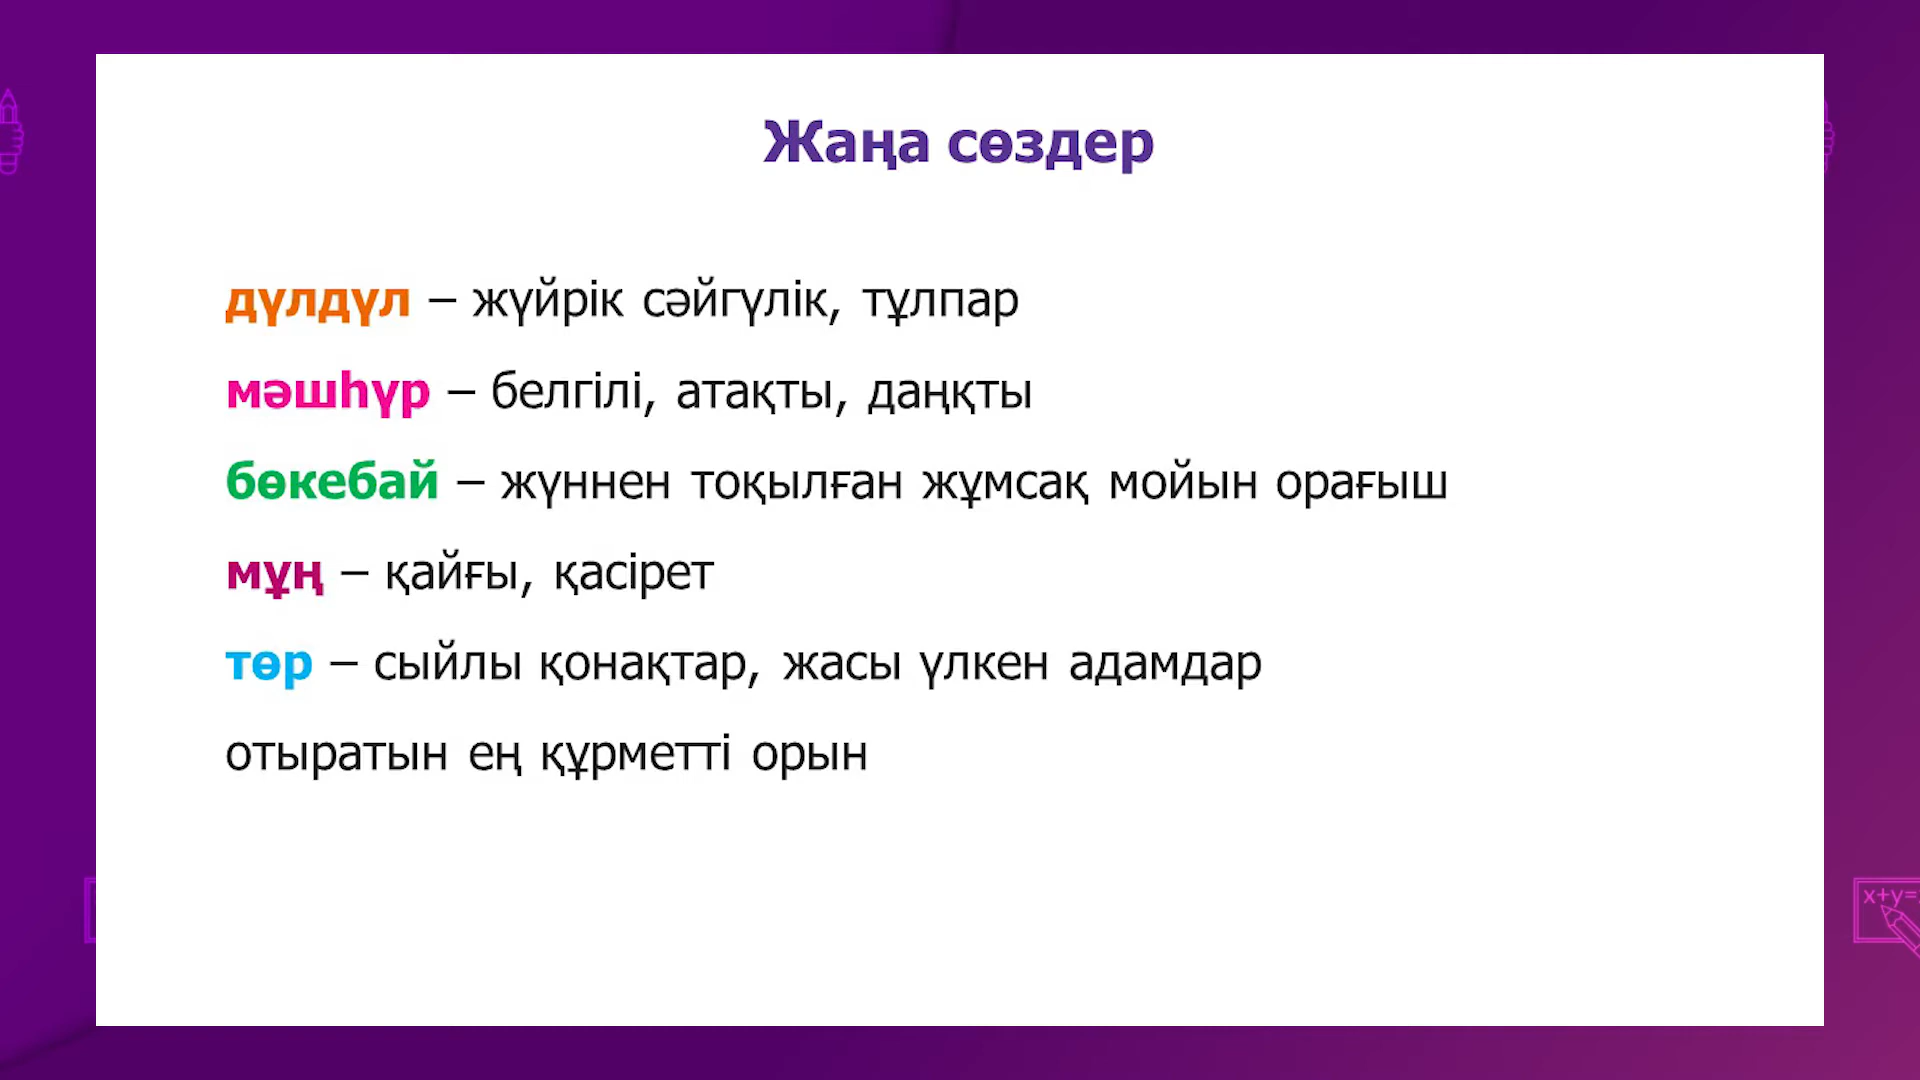 Жаңа сөздер
дүлдүл – жүйрік сәйгүлік, тұлпар
мәшһүр – белгілі, атақты, даңқты
бөкебай – жүннен тоқылған жұмсақ мойын орағыш
мұң – қайғы, қасірет
төр – сыйлы қонақтар, жасы үлкен адамдар
отыратын ең құрметті орын
x+y=